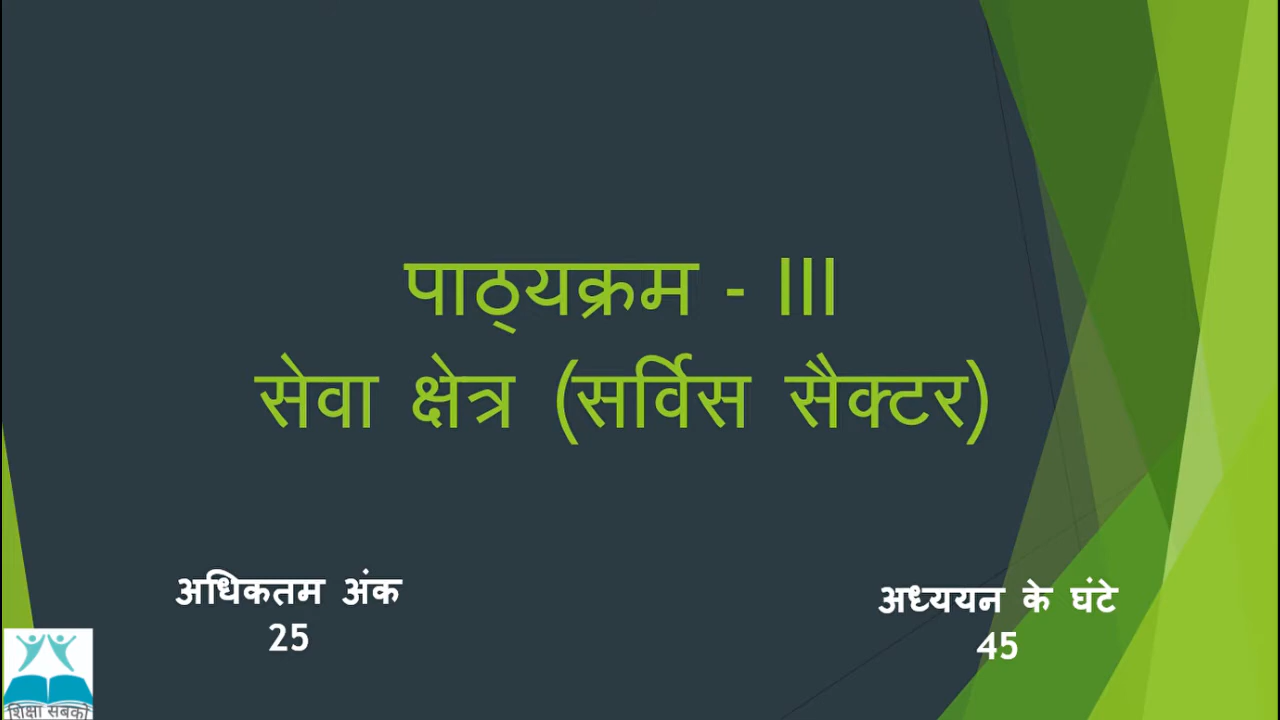 पाठ्यक्रम - III
सेवा क्षेत्र (सर्विस सैक्टर)
अधिकतम अंक
25
अध्ययन के घंटे
45
शिक्षा सबको